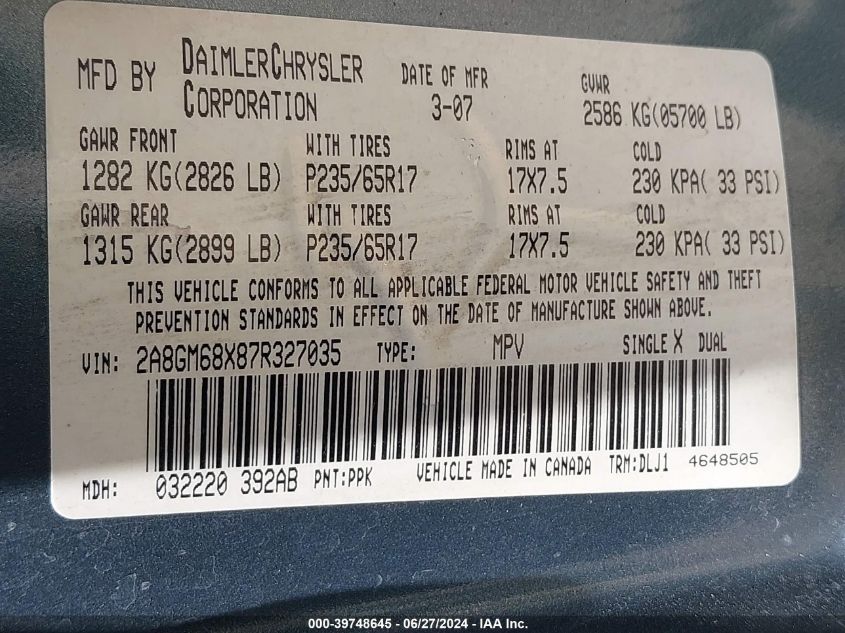 MFD BY DAIMLERCHRYSLER CORPORATION DATE OF MFR 3-07 GVWR 2586 KG(05700 LB)
GAWR FRONT WITH TIRES RIMS AT COLD
1282 KG(2826 LB) P235/65R17 17X7.5 230 KPA( 33 PSI)
GAWR REAR WITH TIRES RIMS AT COLD
1315 KG(2899 LB) P235/65R17 17X7.5 230 KPA( 33 PSI)
THIS VEHICLE CONFORMS TO ALL APPLICABLE FEDERAL MOTOR VEHICLE SAFETY AND THEFT
PREVENTION STANDARDS IN EFFECT ON THE DATE OF MANUFACTURE SHOWN ABOVE.
VIN: 2A8GM68X87R327035 TYPE: MPV SINGLE X DUAL
MDH: 032220 392AB PNT:PPK VEHICLE MADE IN CANADA TRM:DLJ1 4648505
000-39748645 - 06/27/2024 - IAA Inc.